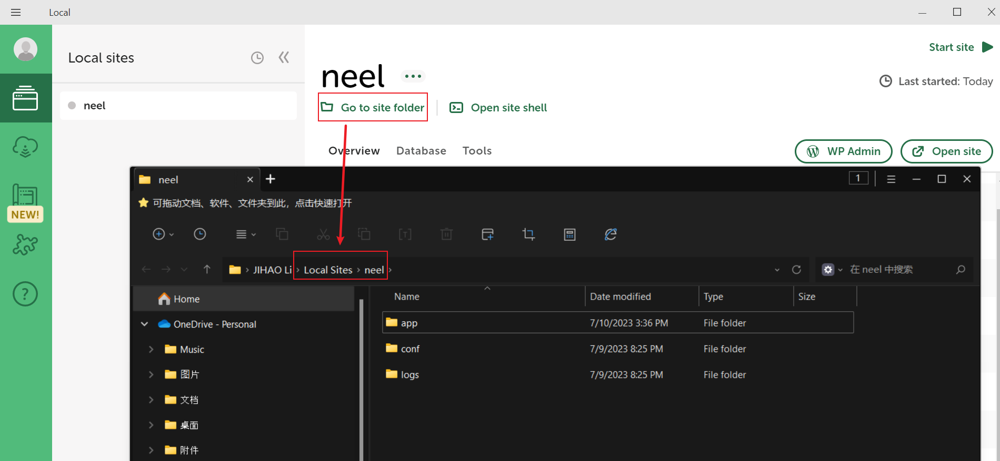 Local
Local sites
neel
NEW!
neel
Start site
Last started: Today
Go to site folder
Open site shell
Overview Database Tools
WP Admin
Open site
neel
1
可拖动文档、软件、文件夹到此，点击快速打开
JIHAO Li › Local Sites › neel ›
在 neel 中搜索
Home
OneDrive - Personal
Music
图片
文档
桌面
附件
Name Date modified Type Size
app 7/10/2023 3:36 PM File folder
conf 7/9/2023 8:25 PM File folder
logs 7/9/2023 8:25 PM File folder